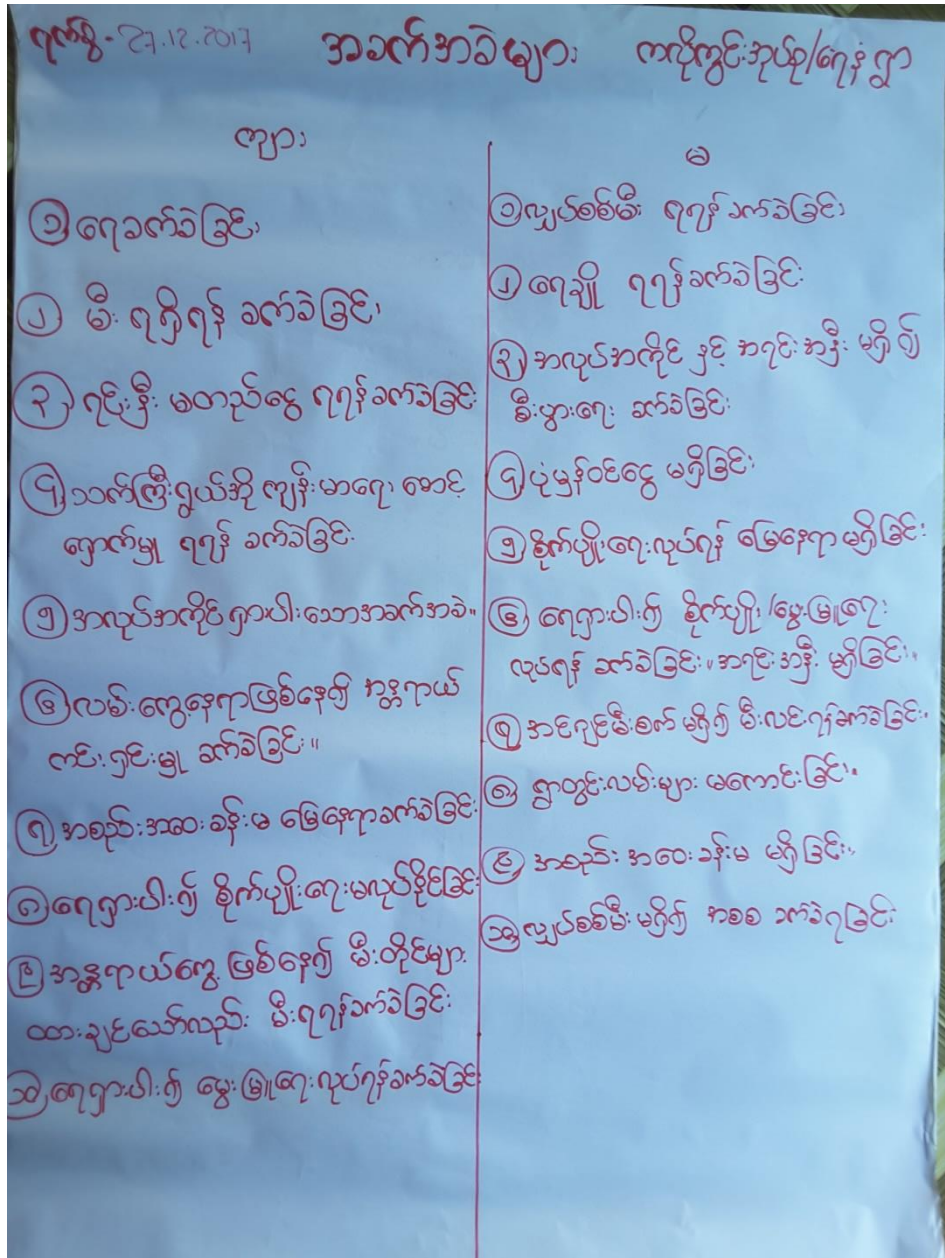 ရက်စွဲ - 27.12.2017 အခက်အခဲများ ကလိုကွင်းအုပ်စု/ရေနံ့ရွာ
ကျား
၁ ရေခက်ခဲခြင်း
၂ မီး ရရှိရန် ခက်ခဲခြင်း
၃ ရင်းနှီး မတည်ငွေ ရရန်ခက်ခဲခြင်း
၄ သက်ကြီးရွယ်အို ကျန်းမာရေး စောင့်
ရှောက်မှု ရရန် ခက်ခဲခြင်း
၅ အလုပ်အကိုင်ရှားပါးသောအခက်အခဲ။
၆ လမ်းကွေ့နေရာဖြစ်နေ၍ အန္တရာယ်
ကင်းရှင်းမှု ခက်ခဲခြင်း။
၇ အစည်းအဝေးခန်းမ မြေနေရာခက်ခဲခြင်း
၈ ရေရှားပါး၍ စိုက်ပျိုးရေးမလုပ်နိုင်ခြင်း
၉ အန္တရာယ်ကွေ့ ဖြစ်နေ၍ မီးတိုင်များ
ထားချင်သော်လည်း မီးရရန်ခက်ခဲခြင်း
၁၀ ရေရှားပါး၍ မွေးမြူရေးလုပ်ရန်ခက်ခဲခြင်း
မ
၁ လျှပ်စစ်မီး ရရန် ခက်ခဲခြင်း
၂ ရေချို ရရန်ခက်ခဲခြင်း
၃ အလုပ်အကိုင် နှင့် အရင်းအနှီး မရှိ၍
စီးပွားရေး ခက်ခဲခြင်း
၄ ပုံမှန်ဝင်ငွေ မရှိခြင်း
၅ စိုက်ပျိုးရေးလုပ်ရန် မြေနေရာ မရှိခြင်း
၆ ရေရှားပါး၍ စိုက်ပျိုး/မွေးမြူရေး
လုပ်ရန် ခက်ခဲခြင်း။ အရင်းအနှီး မရှိခြင်း။
၇ အင်ဂျင်မီးစက် မရှိ၍ မီးလင်းရန်ခက်ခဲခြင်း။
၈ ရွာတွင်းလမ်းများ မကောင်းခြင်း။
၉ အစည်းအဝေးခန်းမ မရှိခြင်း။
၁၀ လျှပ်စစ်မီးမရှိ၍ အစစ ခက်ခဲရခြင်း